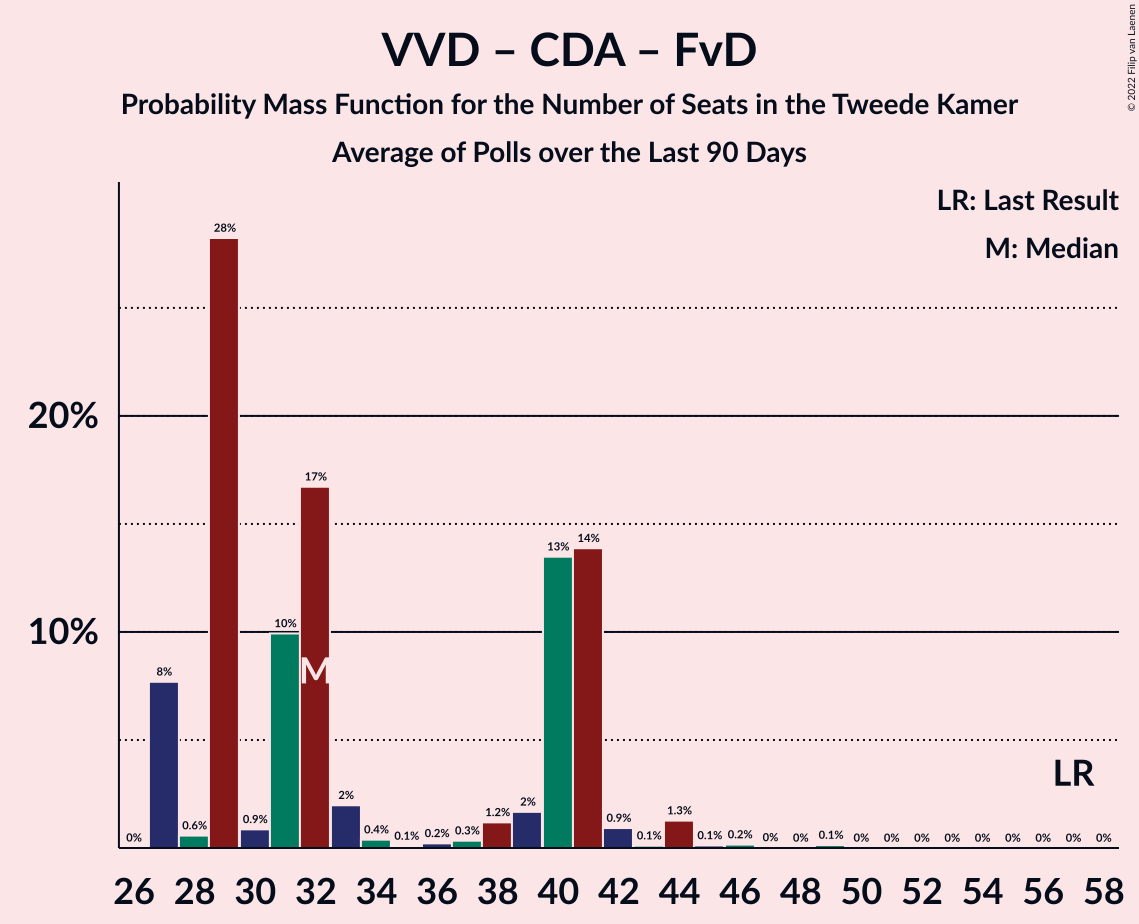 © 2022 Filip van Laenen
VVD – CDA – FvD
Probability Mass Function for the Number of Seats in the Tweede Kamer
Average of Polls over the Last 90 Days
LR: Last Result
M: Median
20%
10%
0% 8% 0.6% 28% 0.9% 10% 17% 2% 0.4% 0.1% 0.2% 0.3% 1.2% 2% 13% 14% 0.9% 0.1% 1.3% 0.1% 0.2% 0% 0% 0.1% 0% 0% 0% 0% 0% 0% 0% 0% 0%
M
LR
26 28 30 32 34 36 38 40 42 44 46 48 50 52 54 56 58